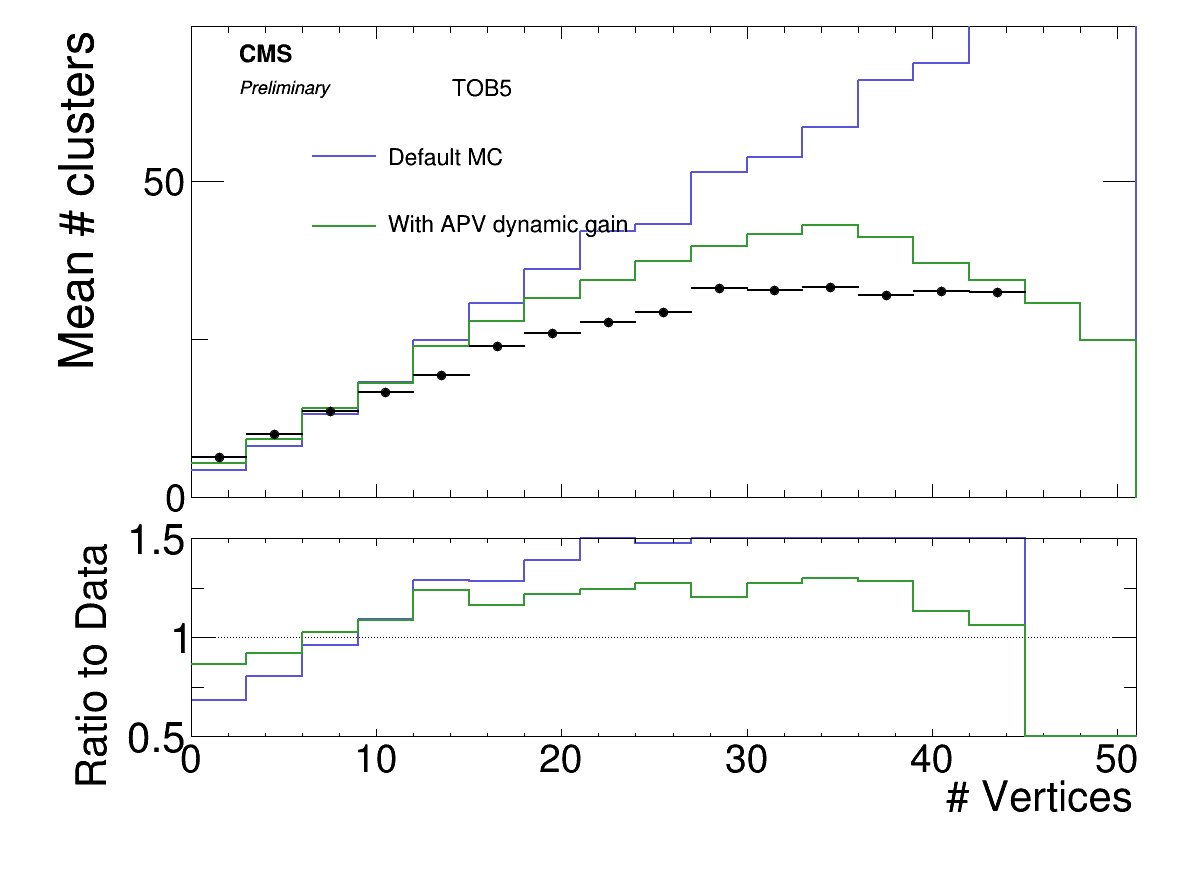 CMS
Preliminary
TOB5
Default MC
With APV dynamic gain
Mean # clusters
50
0
Ratio to Data
1.5
1
0.5
0 10 20 30 40 50
# Vertices